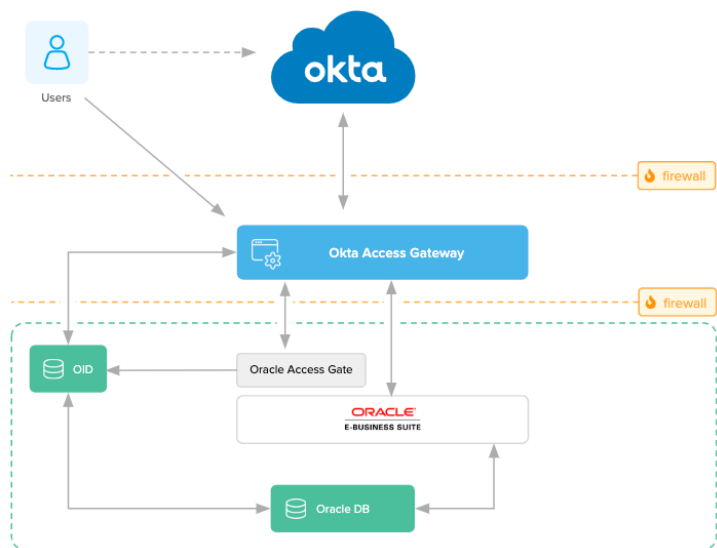 okta
Users
firewall
Okta Access Gateway
firewall
OID
Oracle Access Gate
ORACLE
E-BUSINESS SUITE
Oracle DB